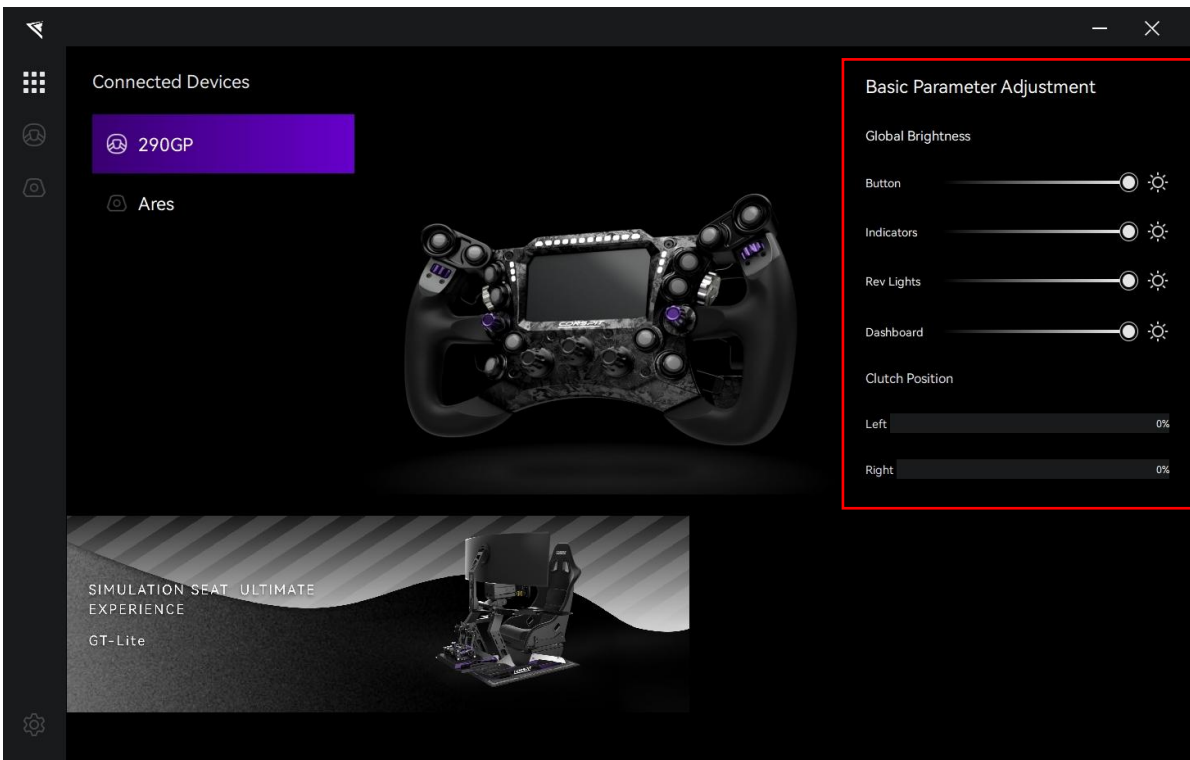 Connected Devices
290GP
Ares
CONSPIT
SIMULATION SEAT ULTIMATE
EXPERIENCE
GT-Lite
Basic Parameter Adjustment
Global Brightness
Button
Indicators
Rev Lights
Dashboard
Clutch Position
Left 0%
Right 0%